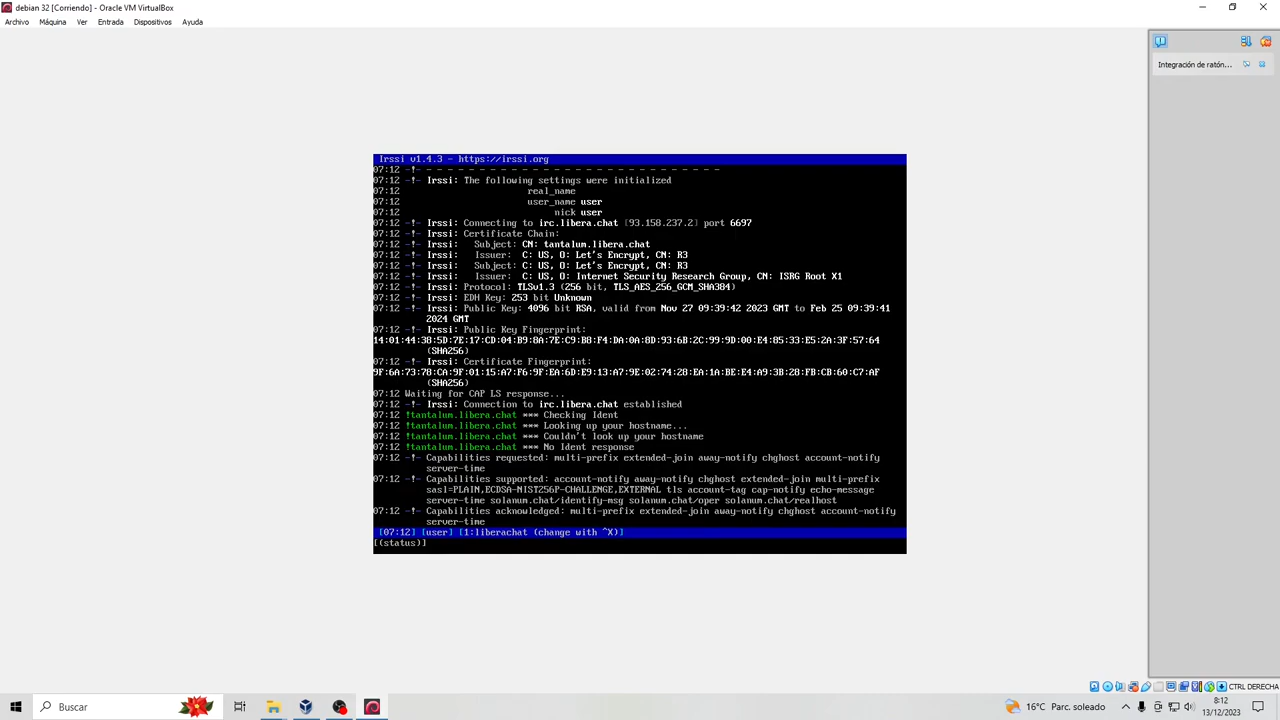 debian 32 [Corriendo] - Oracle VM VirtualBox
Archivo Máquina Ver Entrada Dispositivos Ayuda
Integración de ratón...
Irssi v1.4.3 - https://irssi.org
07:12 -!- - - - - - - - - - - - - - - - - - - - - - - - - - - - -
07:12 -!- Irssi: The following settings were initialized
07:12 real_name
07:12 user_name user
07:12 nick user
07:12 -!- Irssi: Connecting to irc.libera.chat [93.158.237.2] port 6697
07:12 -!- Irssi: Certificate Chain:
07:12 -!- Irssi: Subject: CN: tantalum.libera.chat
07:12 -!- Irssi: Issuer: C: US, O: Let's Encrypt, CN: R3
07:12 -!- Irssi: Subject: C: US, O: Let's Encrypt, CN: R3
07:12 -!- Irssi: Issuer: C: US, O: Internet Security Research Group, CN: ISRG Root X1
07:12 -!- Irssi: Protocol: TLSv1.3 (256 bit, TLS_AES_256_GCM_SHA384)
07:12 -!- Irssi: EDH Key: 253 bit Unknown
07:12 -!- Irssi: Public Key: 4096 bit RSA, valid from Nov 27 09:39:42 2023 GMT to Feb 25 09:39:41
2024 GMT
07:12 -!- Irssi: Public Key Fingerprint:
14:01:44:38:5D:7E:17:CD:04:B9:8A:7E:C9:B8:F4:DA:0A:8D:93:6B:2C:99:9D:00:E4:85:33:E5:2A:3F:57:64
(SHA256)
07:12 -!- Irssi: Certificate Fingerprint:
9F:6A:73:78:CA:9F:01:15:A7:F6:9F:EA:6D:E9:13:A7:9E:02:74:28:EA:1A:BE:E4:A9:3B:28:FB:CB:60:C7:AF
(SHA256)
07:12 Waiting for CAP LS response...
07:12 -!- Irssi: Connection to irc.libera.chat established
07:12 !tantalum.libera.chat *** Checking Ident
07:12 !tantalum.libera.chat *** Looking up your hostname...
07:12 !tantalum.libera.chat *** Couldn't look up your hostname
07:12 !tantalum.libera.chat *** No Ident response
07:12 -!- Capabilities requested: multi-prefix extended-join away-notify chghost account-notify
server-time
07:12 -!- Capabilities supported: account-notify away-notify chghost extended-join multi-prefix
sasl=PLAIN,ECDSA-NIST256P-CHALLENGE,EXTERNAL tls account-tag cap-notify echo-message
server-time solanum.chat/identify-msg solanum.chat/oper solanum.chat/realhost
07:12 -!- Capabilities acknowledged: multi-prefix extended-join away-notify chghost account-notify
server-time
[07:12] [user] [1:liberachat (change with ^X)]
[(status)]
CTRL DERECHA
Buscar
16°C Parc. soleado
8:12
13/12/2023